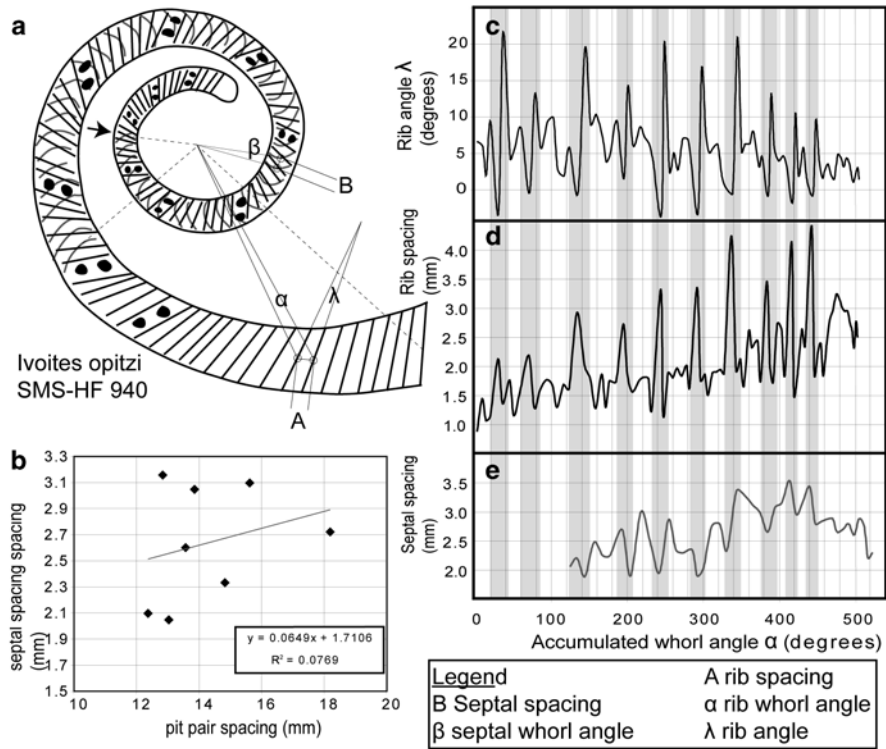 a
β
B
α
λ
A
Ivoites opitzi
SMS-HF 940
b
septal spacing spacing
(mm)
3.3
3.1
2.9
2.7
2.5
2.3
2.1
1.9
1.7
1.5
y = 0.0649x + 1.7106
R² = 0.0769
10 12 14 16 18 20
pit pair spacing (mm)
c
Rib angle λ
(degrees)
20
15
10
5
0
d
Rib spacing
(mm)
4.0
3.5
3.0
2.5
2.0
1.5
1.0
e
Septal spacing
(mm)
3.5
3.0
2.5
2.0
0 100 200 300 400 500
Accumulated whorl angle α (degrees)
Legend
B Septal spacing
β septal whorl angle
A rib spacing
α rib whorl angle
λ rib angle